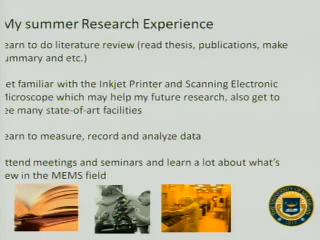 My summer Research Experience
earn to do literature review (read thesis, publications, make
ummary and etc.)
et familiar with the Inkjet Printer and Scanning Electronic
Microscope which may help my future research, also get to
ee many state-of-art facilities
earn to measure, record and analyze data
ttend meetings and seminars and learn a lot about what's
ew in the MEMS field